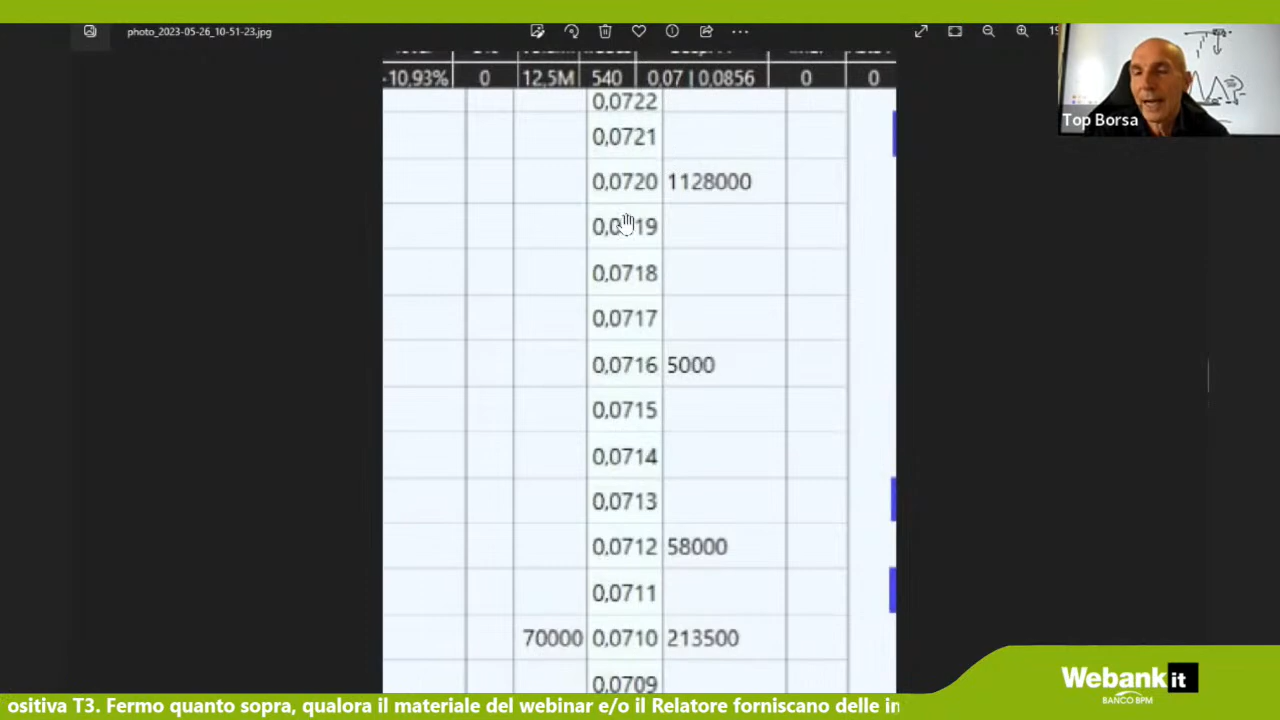 photo_2023-05-26_10-51-23.jpg
-10,93% 0 12,5M 540 0,07 | 0,0856 0 0
0,0722
Top Borsa
0,0721
0,0720 1128000
0,0718
0,0717
0,0716 5000
0,0715
0,0714
0,0713
0,0712 58000
0,0711
70000 0,0710 213500
0,0709
Webank it
BANCO BPM
ositiva T3. Fermo quanto sopra, qualora il materiale del webinar e/o il Relatore forniscano delle in